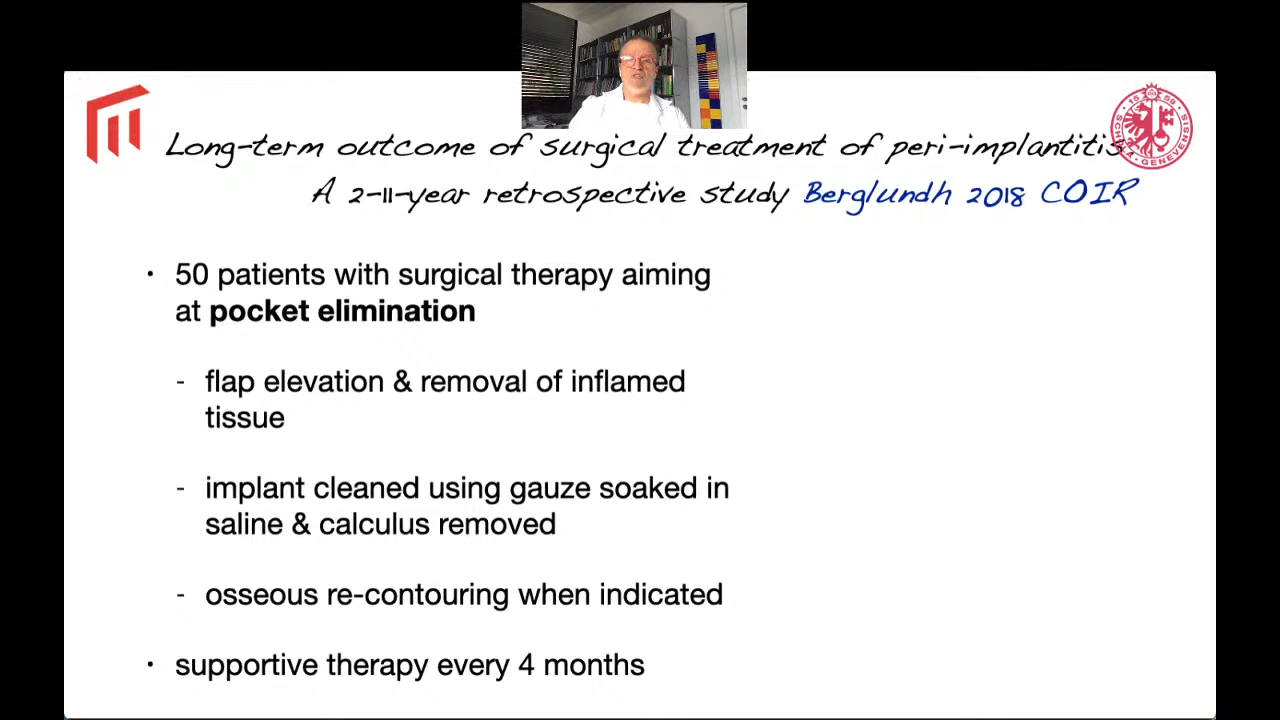 Long-term outcome of surgical treatment of peri-implantitis.
A 2-11-year retrospective study Berglundh 2018 COIR
• 50 patients with surgical therapy aiming
at pocket elimination
- flap elevation & removal of inflamed
tissue
- implant cleaned using gauze soaked in
saline & calculus removed
- osseous re-contouring when indicated
• supportive therapy every 4 months